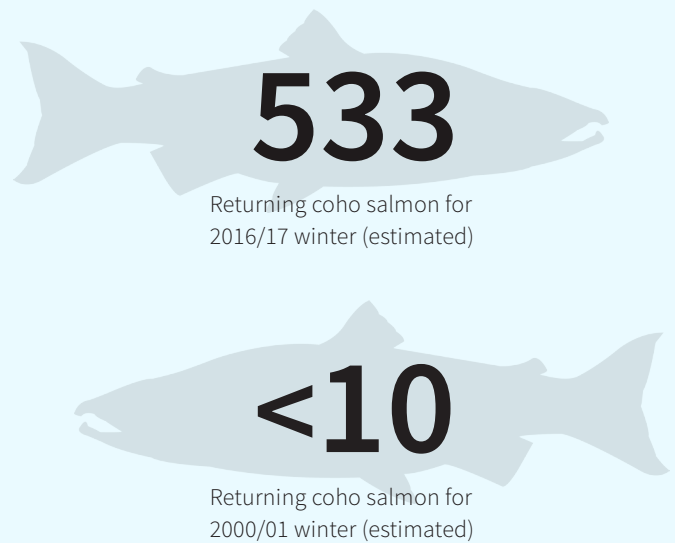 533
Returning coho salmon for
2016/17 winter (estimated)
<10
Returning coho salmon for
2000/01 winter (estimated)